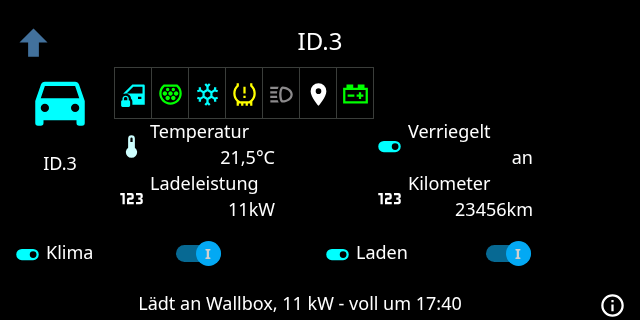 ID.3
ID.3
Temperatur
21,5°C
Verriegelt
an
123 Ladeleistung
11kW
123 Kilometer
23456km
Klima
I
Laden
I
Lädt an Wallbox, 11 kW - voll um 17:40